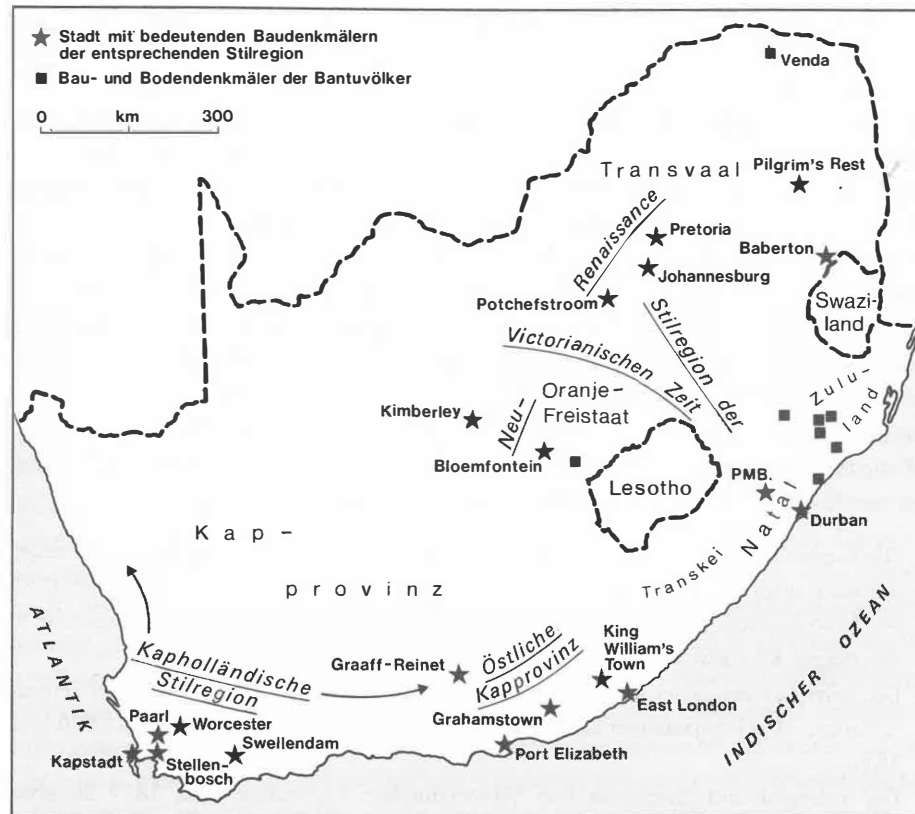 Stadt mit bedeutenden Baudenkmälern
der entsprechenden Stilregion
Bau- und Bodendenkmäler der Bantuvölker
0 km 300
Venda
Transvaal
Pilgrim's Rest
Renaissance
Pretoria
Baberton
Johannesburg
Potchefstroom
Swazi-
land
Stilregion der
Victorianischen
Zeit
Zulu-
land
Oranje-
Freistaat
Neu-
Kimberley
Bloemfontein
Lesotho
PMB.
Natal
Durban
Kap-
provinz
Transkei
ATLANTIK
INDISCHER OZEAN
King
William's
Town
Östliche
Kapprovinz
Graaff-Reinet
Kapholländische
Stilregion
East London
Grahamstown
Paarl
Worcester
Swellendam
Port Elizabeth
Kapstadt
Stellen-
bosch